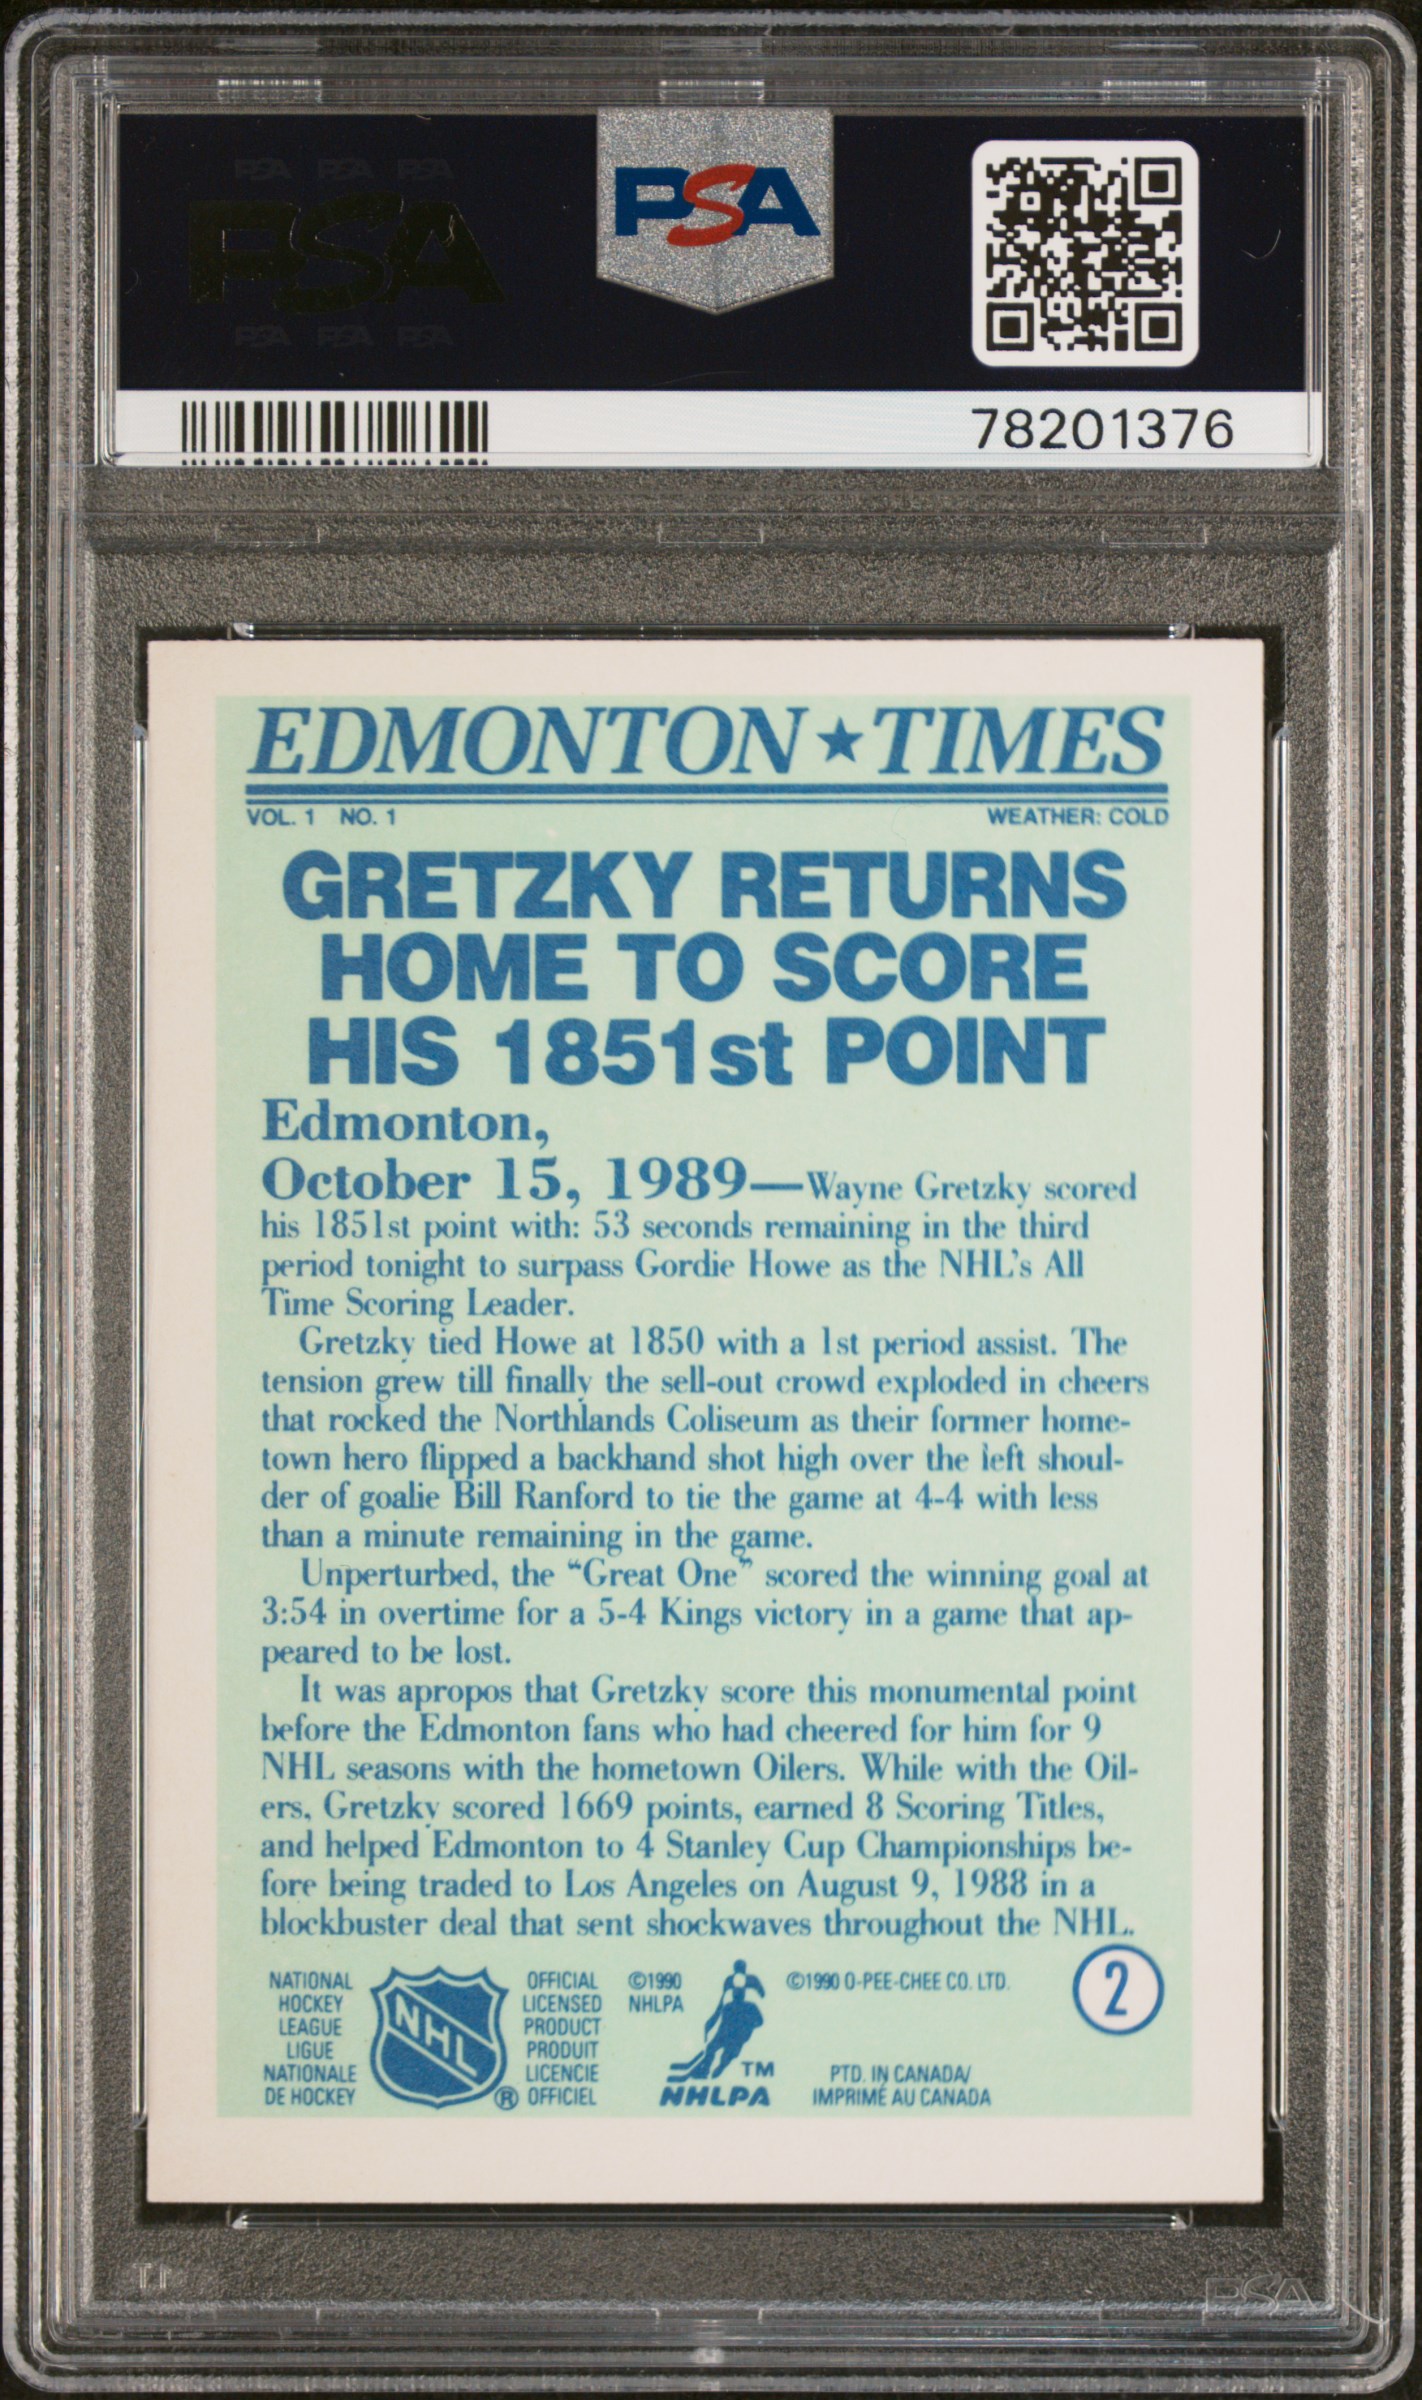 PSA PSA PSA
PSA
PSA PSA PSA
PSA
78201376
EDMONTON★TIMES
VOL. 1 NO. 1 WEATHER: COLD
GRETZKY RETURNS
HOME TO SCORE
HIS 1851st POINT
Edmonton,
October 15, 1989—Wayne Gretzky scored
his 1851st point with: 53 seconds remaining in the third
period tonight to surpass Gordie Howe as the NHL's All
Time Scoring Leader.
Gretzky tied Howe at 1850 with a 1st period assist. The
tension grew till finally the sell-out crowd exploded in cheers
that rocked the Northlands Coliseum as their former home-
town hero flipped a backhand shot high over the left shoul-
der of goalie Bill Ranford to tie the game at 4-4 with less
than a minute remaining in the game.
Unperturbed, the “Great One” scored the winning goal at
3:54 in overtime for a 5-4 Kings victory in a game that ap-
peared to be lost.
It was apropos that Gretzky score this monumental point
before the Edmonton fans who had cheered for him for 9
NHL seasons with the hometown Oilers. While with the Oil-
ers, Gretzky scored 1669 points, earned 8 Scoring Titles,
and helped Edmonton to 4 Stanley Cup Championships be-
fore being traded to Los Angeles on August 9, 1988 in a
blockbuster deal that sent shockwaves throughout the NHL.
NATIONAL
HOCKEY
LEAGUE
LIGUE
NATIONALE
DE HOCKEY
NHL
®
OFFICIAL
LICENSED
PRODUCT
PRODUIT
LICENCIE
OFFICIEL
©1990
NHLPA
TM
NHLPA
©1990 O-PEE-CHEE CO. LTD.
PTD. IN CANADA/
IMPRIMÉ AU CANADA
2
PSA